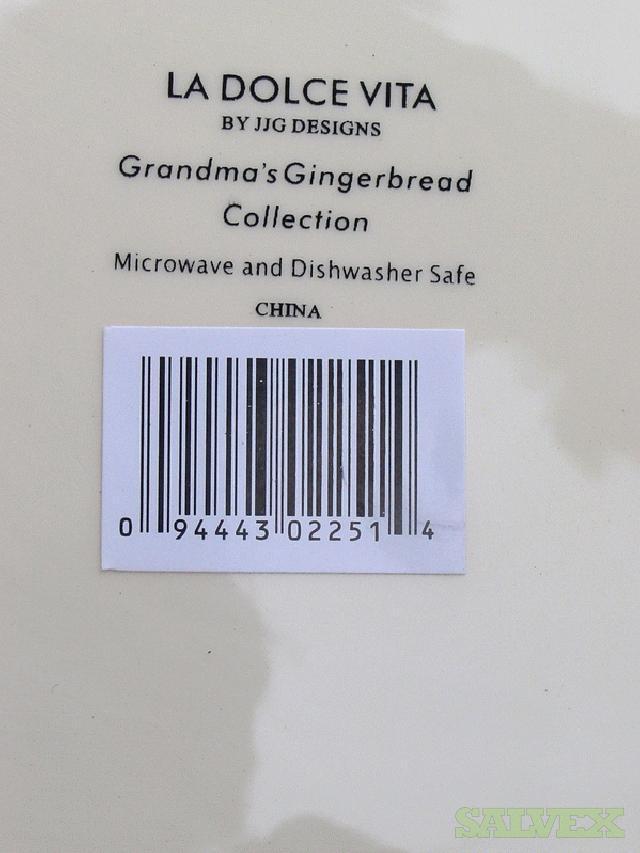 LA DOLCE VITA
BY JJG DESIGNS
Grandma's Gingerbread
Collection
Microwave and Dishwasher Safe
CHINA
0 94443 02251 4
SALVEX